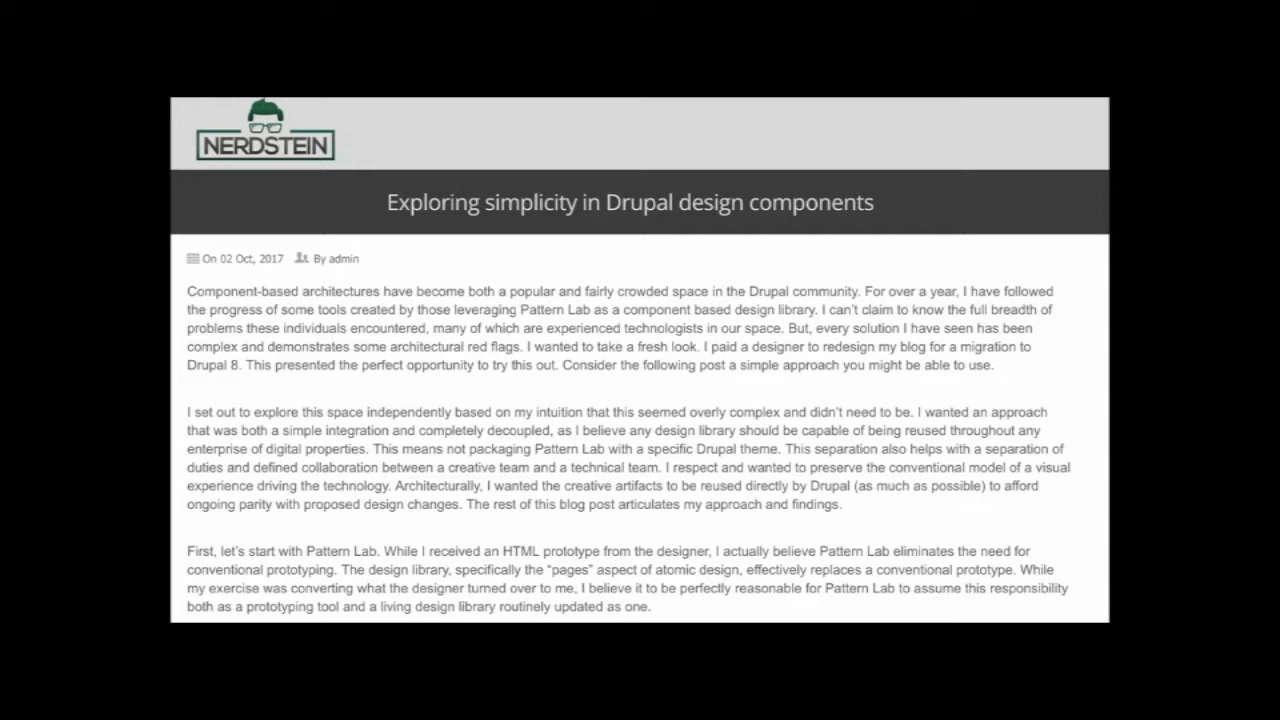 NERDSTEIN
Exploring simplicity in Drupal design components
On 02 Oct, 2017 By admin
Component-based architectures have become both a popular and fairly crowded space in the Drupal community. For over a year, I have followed
the progress of some tools created by those leveraging Pattern Lab as a component based design library. I can't claim to know the full breadth of
problems these individuals encountered, many of which are experienced technologists in our space. But, every solution I have seen has been
complex and demonstrates some architectural red flags. I wanted to take a fresh look. I paid a designer to redesign my blog for a migration to
Drupal 8. This presented the perfect opportunity to try this out. Consider the following post a simple approach you might be able to use.
I set out to explore this space independently based on my intuition that this seemed overly complex and didn't need to be. I wanted an approach
that was both a simple integration and completely decoupled, as I believe any design library should be capable of being reused throughout any
enterprise of digital properties. This means not packaging Pattern Lab with a specific Drupal theme. This separation also helps with a separation of
duties and defined collaboration between a creative team and a technical team. I respect and wanted to preserve the conventional model of a visual
experience driving the technology. Architecturally, I wanted the creative artifacts to be reused directly by Drupal (as much as possible) to afford
ongoing parity with proposed design changes. The rest of this blog post articulates my approach and findings.
First, let's start with Pattern Lab. While I received an HTML prototype from the designer, I actually believe Pattern Lab eliminates the need for
conventional prototyping. The design library, specifically the “pages” aspect of atomic design, effectively replaces a conventional prototype. While
my exercise was converting what the designer turned over to me, I believe it to be perfectly reasonable for Pattern Lab to assume this responsibility
both as a prototyping tool and a living design library routinely updated as one.